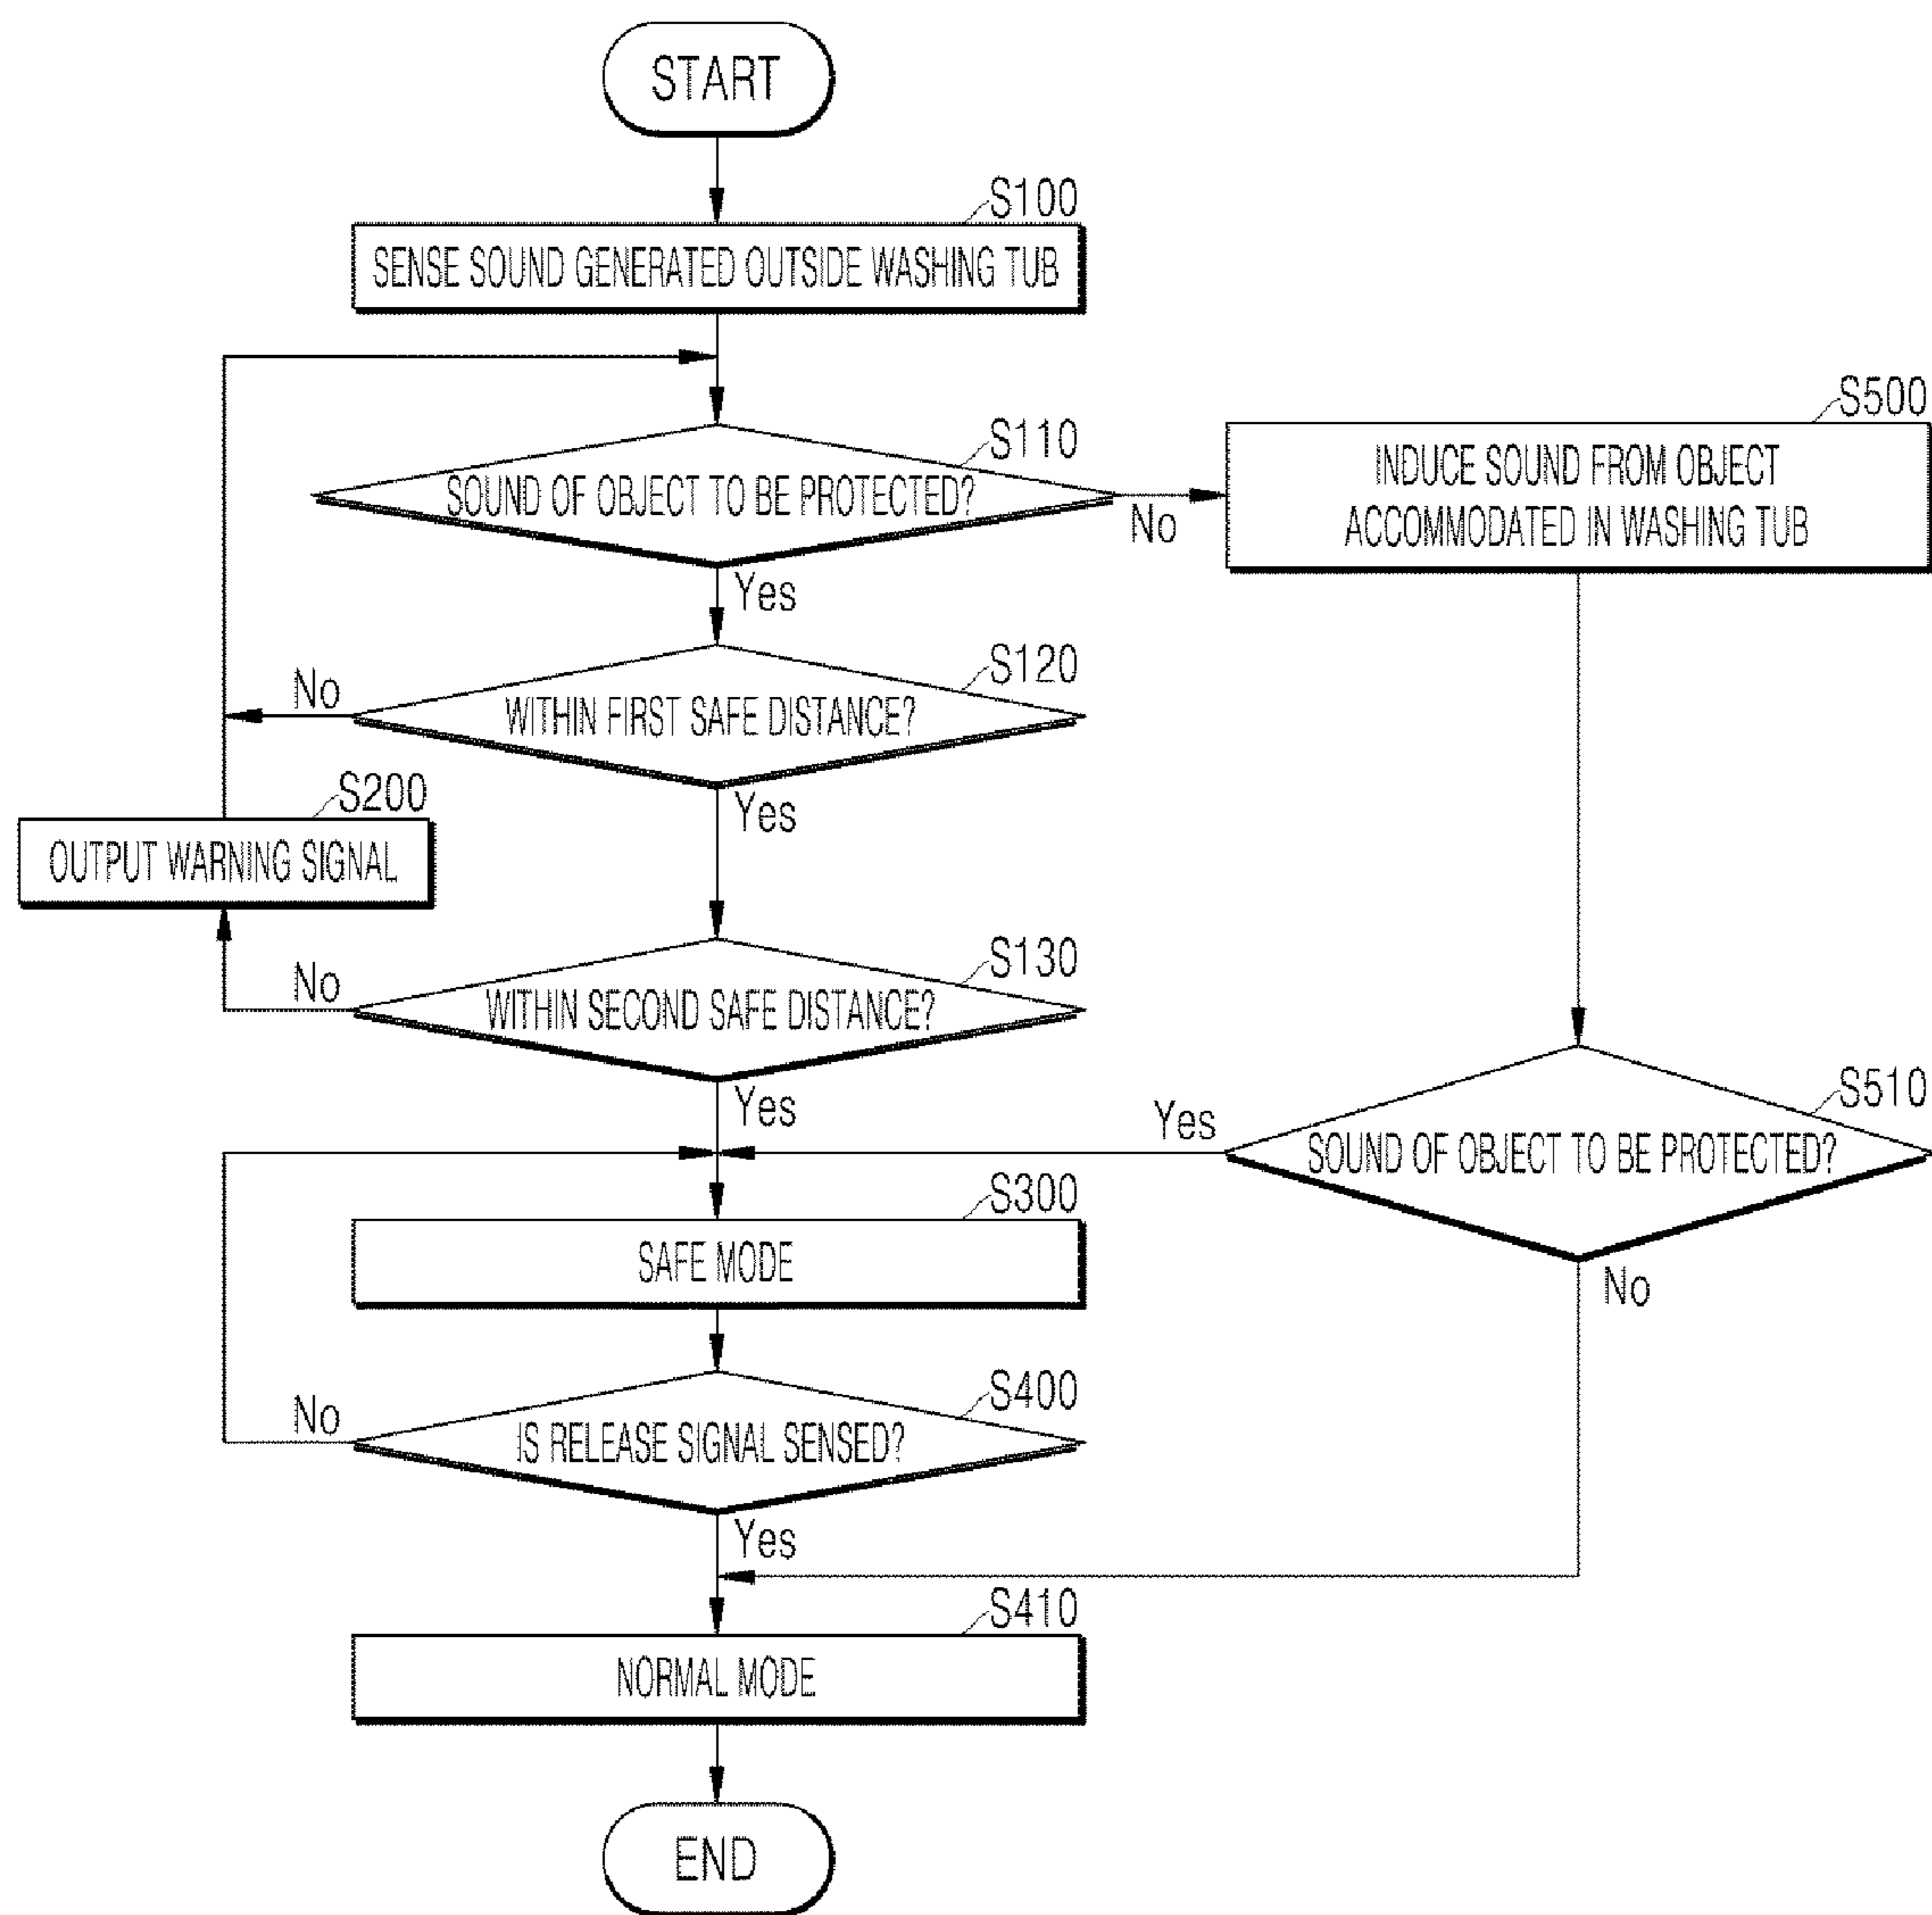 START
S100
SENSE SOUND GENERATED OUTSIDE WASHING TUB
S110
SOUND OF OBJECT TO BE PROTECTED?
No
Yes
S500
INDUCE SOUND FROM OBJECT
ACCOMMODATED IN WASHING TUB
S120
WITHIN FIRST SAFE DISTANCE?
No
Yes
S200
OUTPUT WARNING SIGNAL
S130
WITHIN SECOND SAFE DISTANCE?
No
Yes
S510
SOUND OF OBJECT TO BE PROTECTED?
Yes
No
S300
SAFE MODE
S400
IS RELEASE SIGNAL SENSED?
No
Yes
S410
NORMAL MODE
END